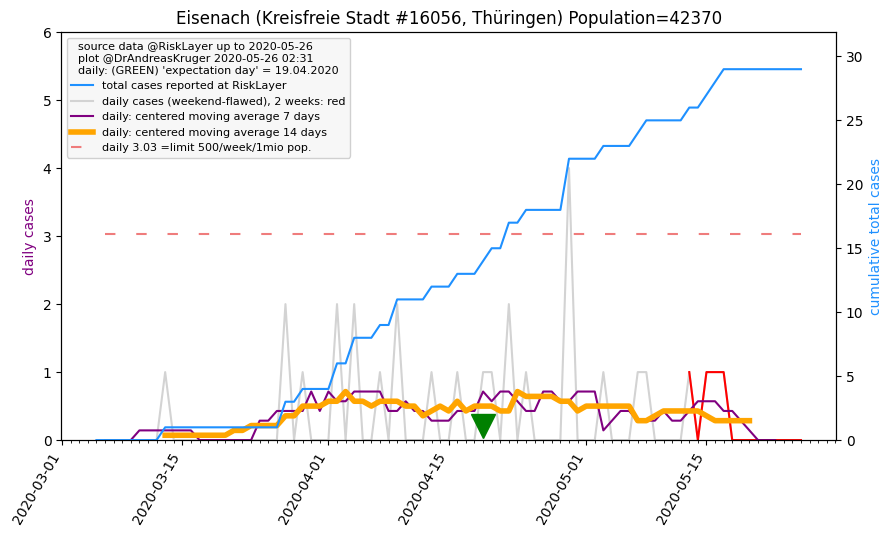 Eisenach (Kreisfreie Stadt #16056, Thüringen) Population=42370
source data @RiskLayer up to 2020-05-26
plot @DrAndreasKruger 2020-05-26 02:31
daily: (GREEN) 'expectation day' = 19.04.2020
total cases reported at RiskLayer
daily cases (weekend-flawed), 2 weeks: red
daily: centered moving average 7 days
daily: centered moving average 14 days
daily 3.03 =limit 500/week/1mio pop.
daily cases
6
5
4
3
2
1
0
30
25
20
15
10
5
0
cumulative total cases
2020-03-01
2020-03-15
2020-04-01
2020-04-15
2020-05-01
2020-05-15